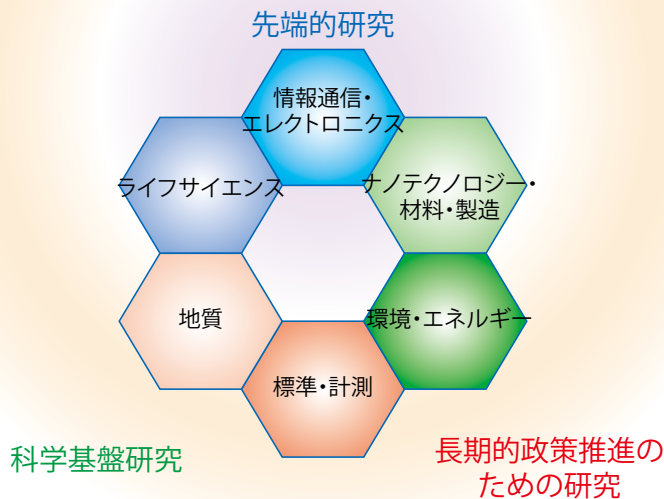 先端的研究
情報通信・
エレクトロニクス
ライフサイエンス
ナノテクノロジー・
材料・製造
地質
環境・エネルギー
標準・計測
科学基盤研究
長期的政策推進の
ための研究